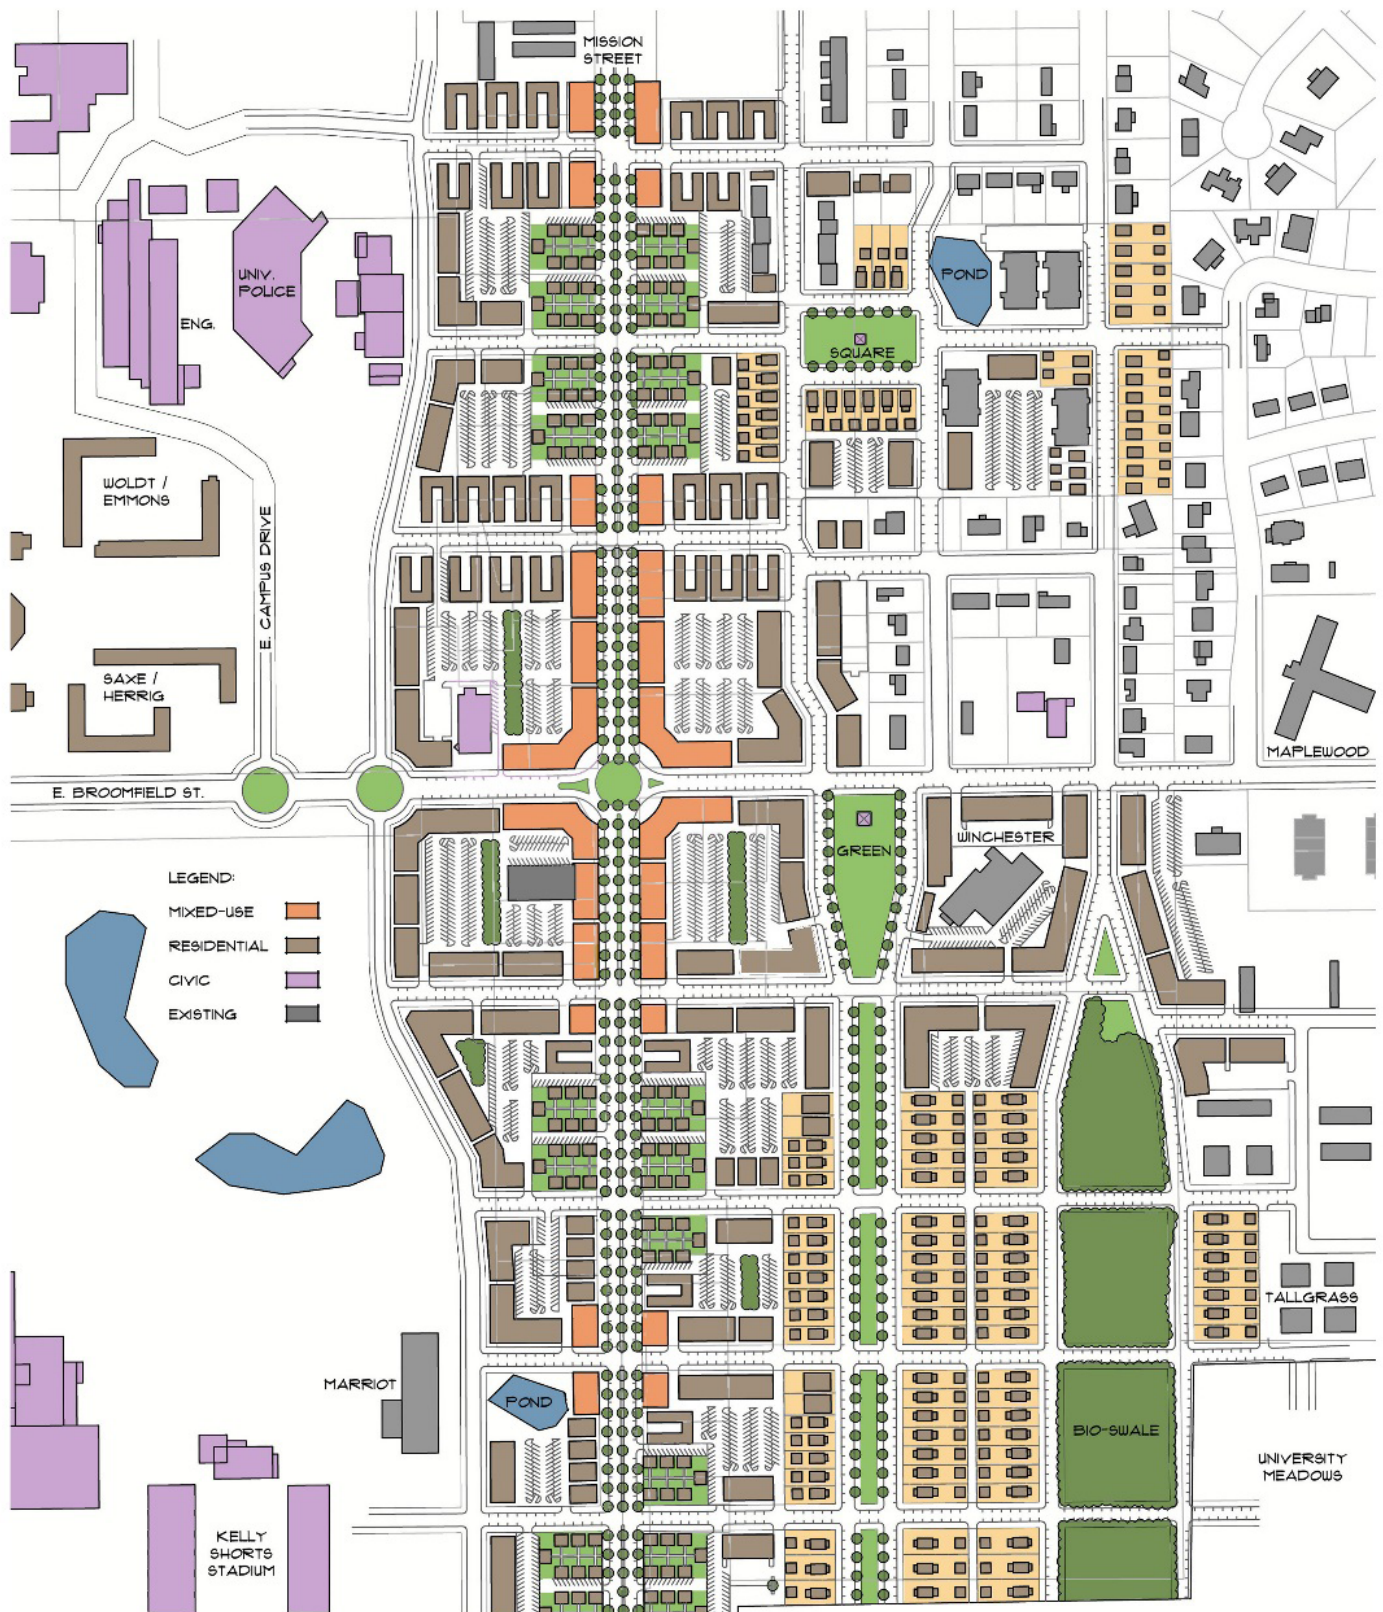 MISSION
STREET
UNIV.
POLICE
ENG.
POND
SQUARE
WOLDT /
EMMONS
E. CAMPUS DRIVE
SAXE /
HERRIG
MAPLEWOOD
E. BROOMFIELD ST.
GREEN
WINCHESTER
LEGEND:
MIXED-USE
RESIDENTIAL
CIVIC
EXISTING
TALLGRASS
MARRIOT
POND
BIO-SWALE
UNIVERSITY
MEADOWS
KELLY
SHORTS
STADIUM